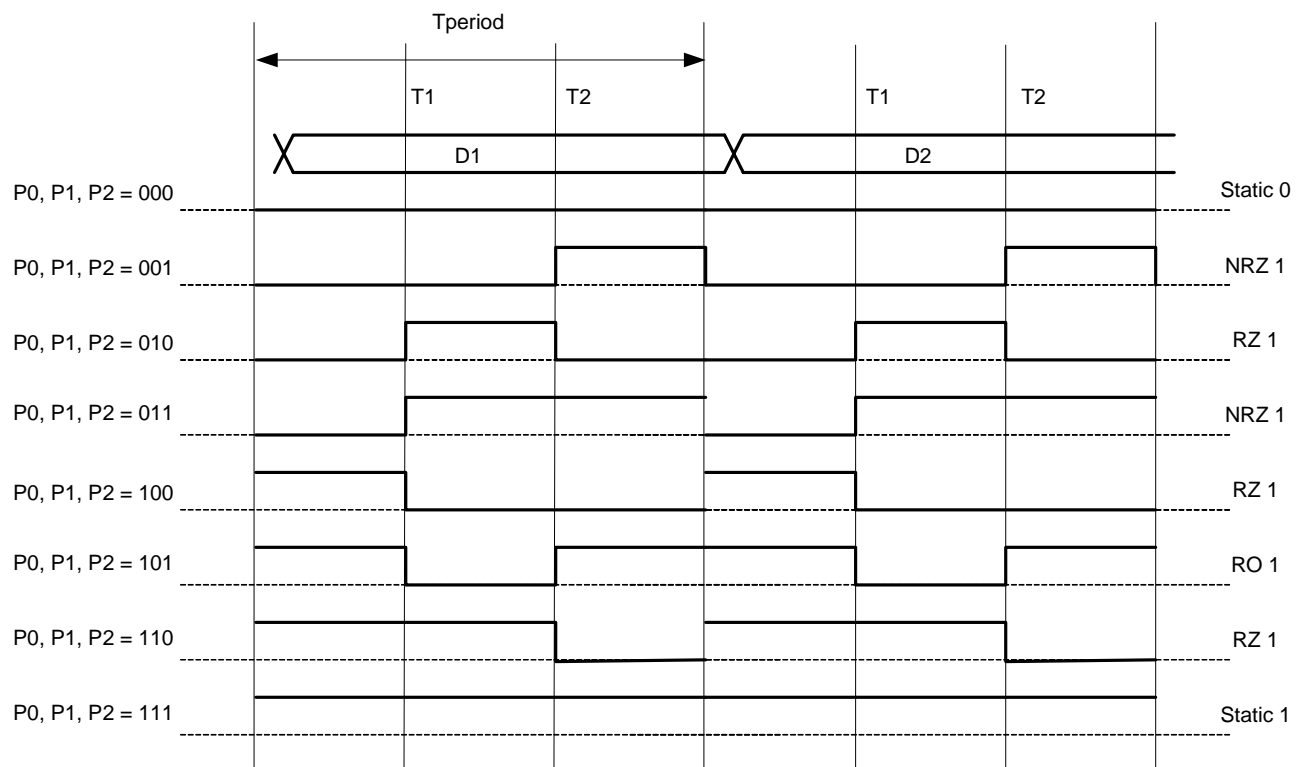 Tperiod
T1 T2 T1 T2
D1 D2
P0, P1, P2 = 000 Static 0
P0, P1, P2 = 001 NRZ 1
P0, P1, P2 = 010 RZ 1
P0, P1, P2 = 011 NRZ 1
P0, P1, P2 = 100 RZ 1
P0, P1, P2 = 101 RO 1
P0, P1, P2 = 110 RZ 1
P0, P1, P2 = 111 Static 1